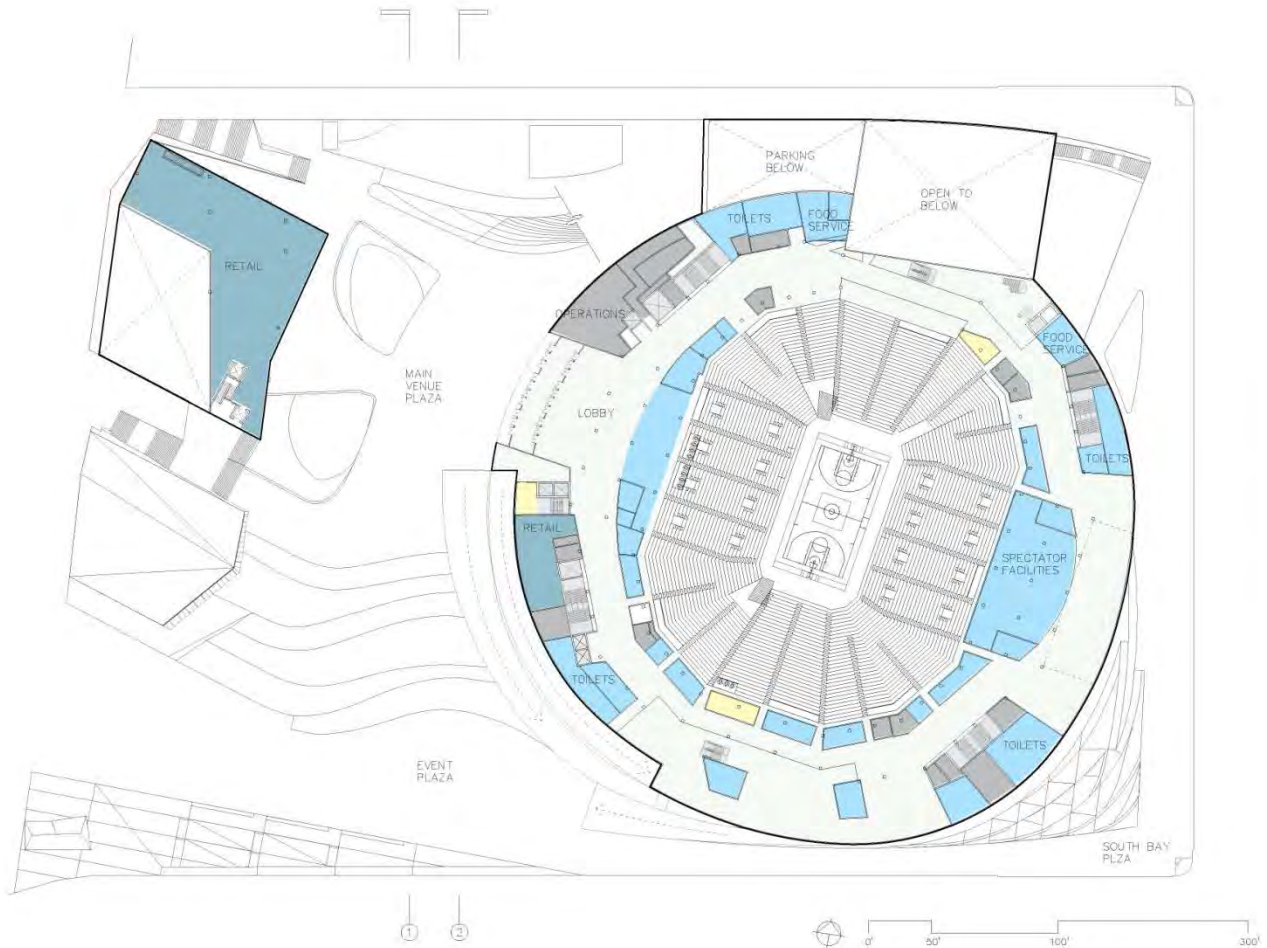 PARKING
BELOW
OPEN TO
BELOW
TOILETS
FOOD
SERVICE
RETAIL
OPERATIONS
FOOD
SERVICE
MAIN
VENUE
PLAZA
LOBBY
TOILETS
RETAIL
SPECTATOR
FACILITIES
TOILETS
TOILETS
EVENT
PLAZA
SOUTH BAY
PLZA
1
2
0'
50'
100'
300'